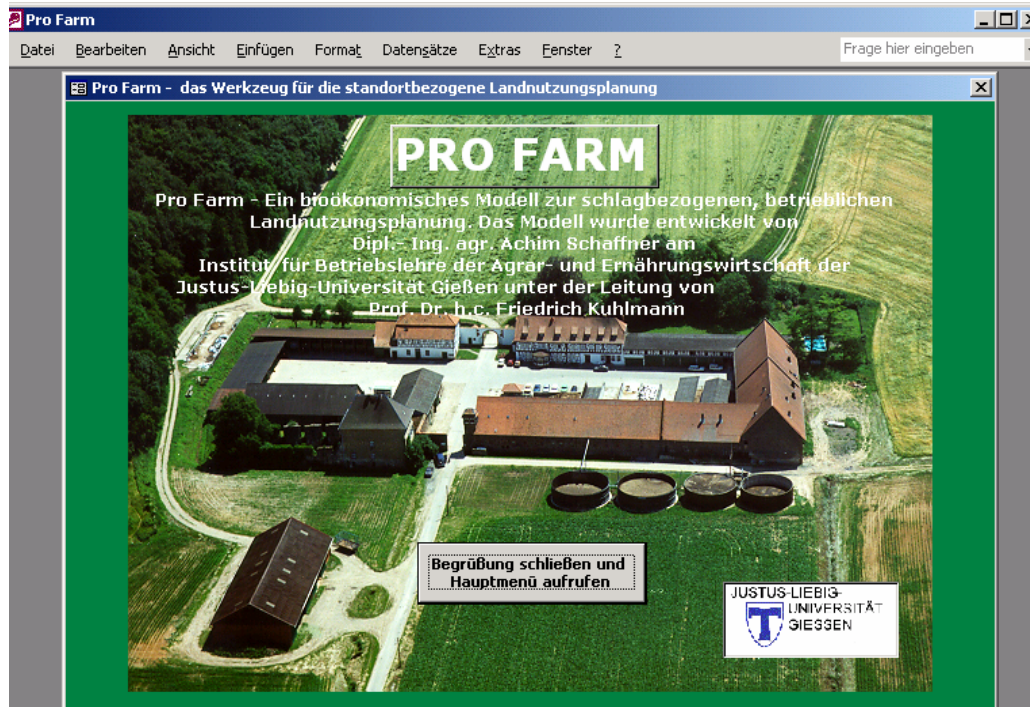 Pro Farm
Datei Bearbeiten Ansicht Einfügen Format Datensätze Extras Fenster ? Frage hier eingeben
Pro Farm - das Werkzeug für die standortbezogene Landnutzungsplanung
PRO FARM
Pro Farm - Ein bioökonomisches Modell zur schlagbezogenen, betrieblichen
Landnutzungsplanung. Das Modell wurde entwickelt von
Dipl.- Ing. agr. Achim Schaffner am
Institut für Betriebslehre der Agrar- und Ernährungswirtschaft der
Justus-Liebig-Universität Gießen unter der Leitung von
Prof. Dr. h.c. Friedrich Kuhlmann
Begrüßung schließen und
Hauptmenü aufrufen
JUSTUS-LIEBIG-
UNIVERSITÄT
GIESSEN